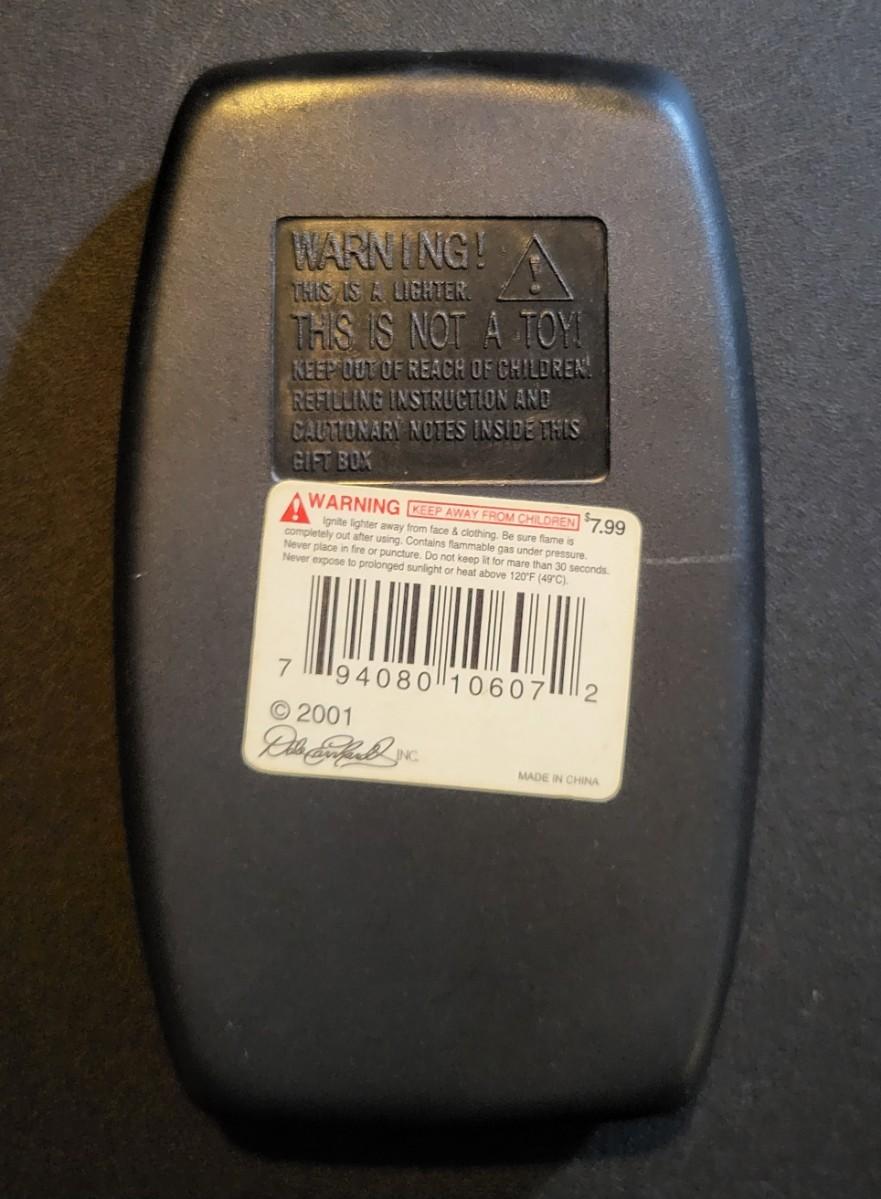 WARNING!
THIS IS A LIGHTER.
THIS IS NOT A TOY!
KEEP OUT OF REACH OF CHILDREN.
REFILLING INSTRUCTION AND
CAUTIONARY NOTES INSIDE THIS
GIFT BOX
WARNING KEEP AWAY FROM CHILDREN $7.99
Ignite lighter away from face & clothing. Be sure flame is
completely out after using. Contains flammable gas under pressure.
Never place in fire or puncture. Do not keep lit for mare than 30 seconds.
Never expose to prolonged sunlight or heat above 120°F (49°C).
7 94080 10607 2
© 2001
Dale Earnhardt INC.
MADE IN CHINA